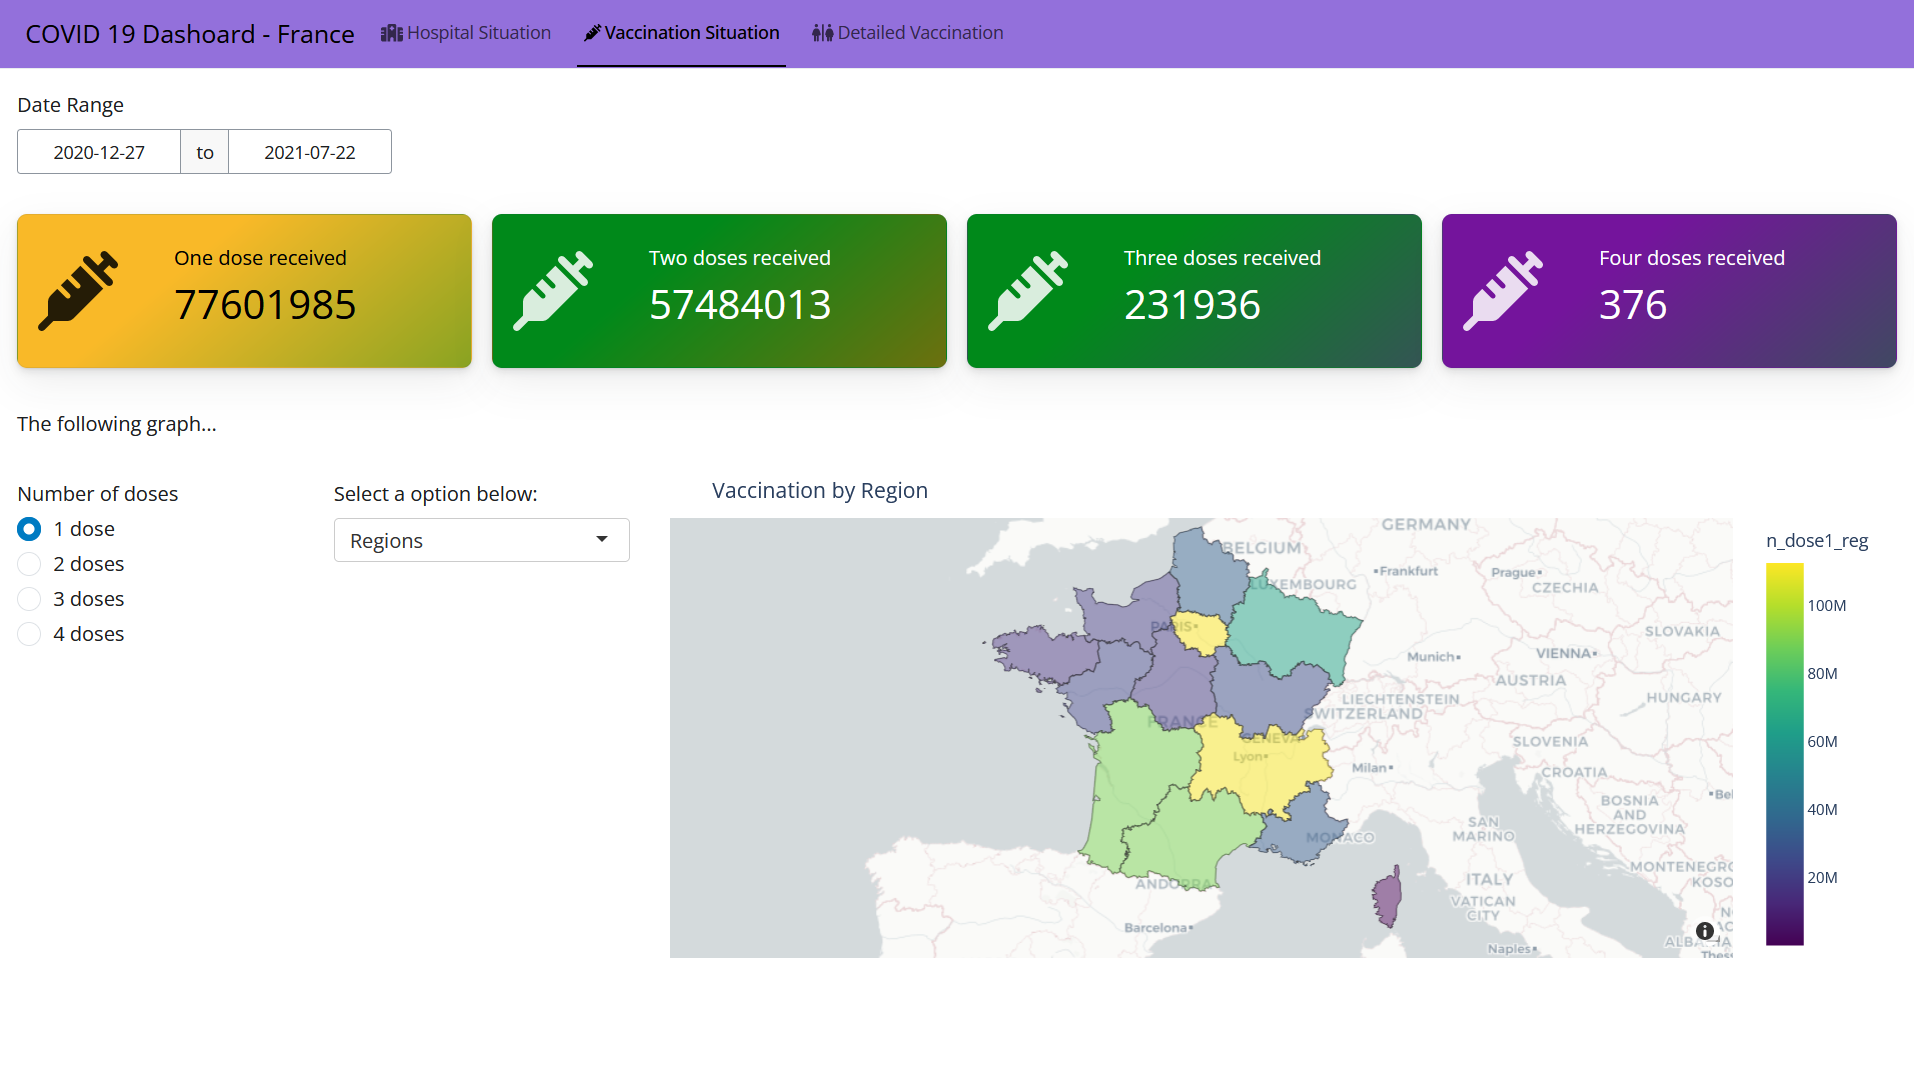 COVID 19 Dashoard - France
Hospital Situation
Vaccination Situation
Detailed Vaccination
Date Range
2020-12-27 to 2021-07-22
One dose received
77601985
Two doses received
57484013
Three doses received
231936
Four doses received
376
The following graph...
Number of doses
1 dose
2 doses
3 doses
4 doses
Select a option below:
Regions
Vaccination by Region
GERMANY
BELGIUM
LUXEMBOURG
Frankfurt
Prague
CZECHIA
PARIS
SLOVAKIA
Munich
VIENNA
AUSTRIA
LIECHTENSTEIN
HUNGARY
SWITZERLAND
FRANCE
GENEVA
SLOVENIA
Lyon
Milan
CROATIA
Bel
BOSNIA
AND
HERZEGOVINA
SAN
MARINO
MONACO
MONTENEGRO
KOSO
ANDORRA
ITALY
VATICAN
CITY
Barcelona
Naples
Thess
n_dose1_reg
100M
80M
60M
40M
20M